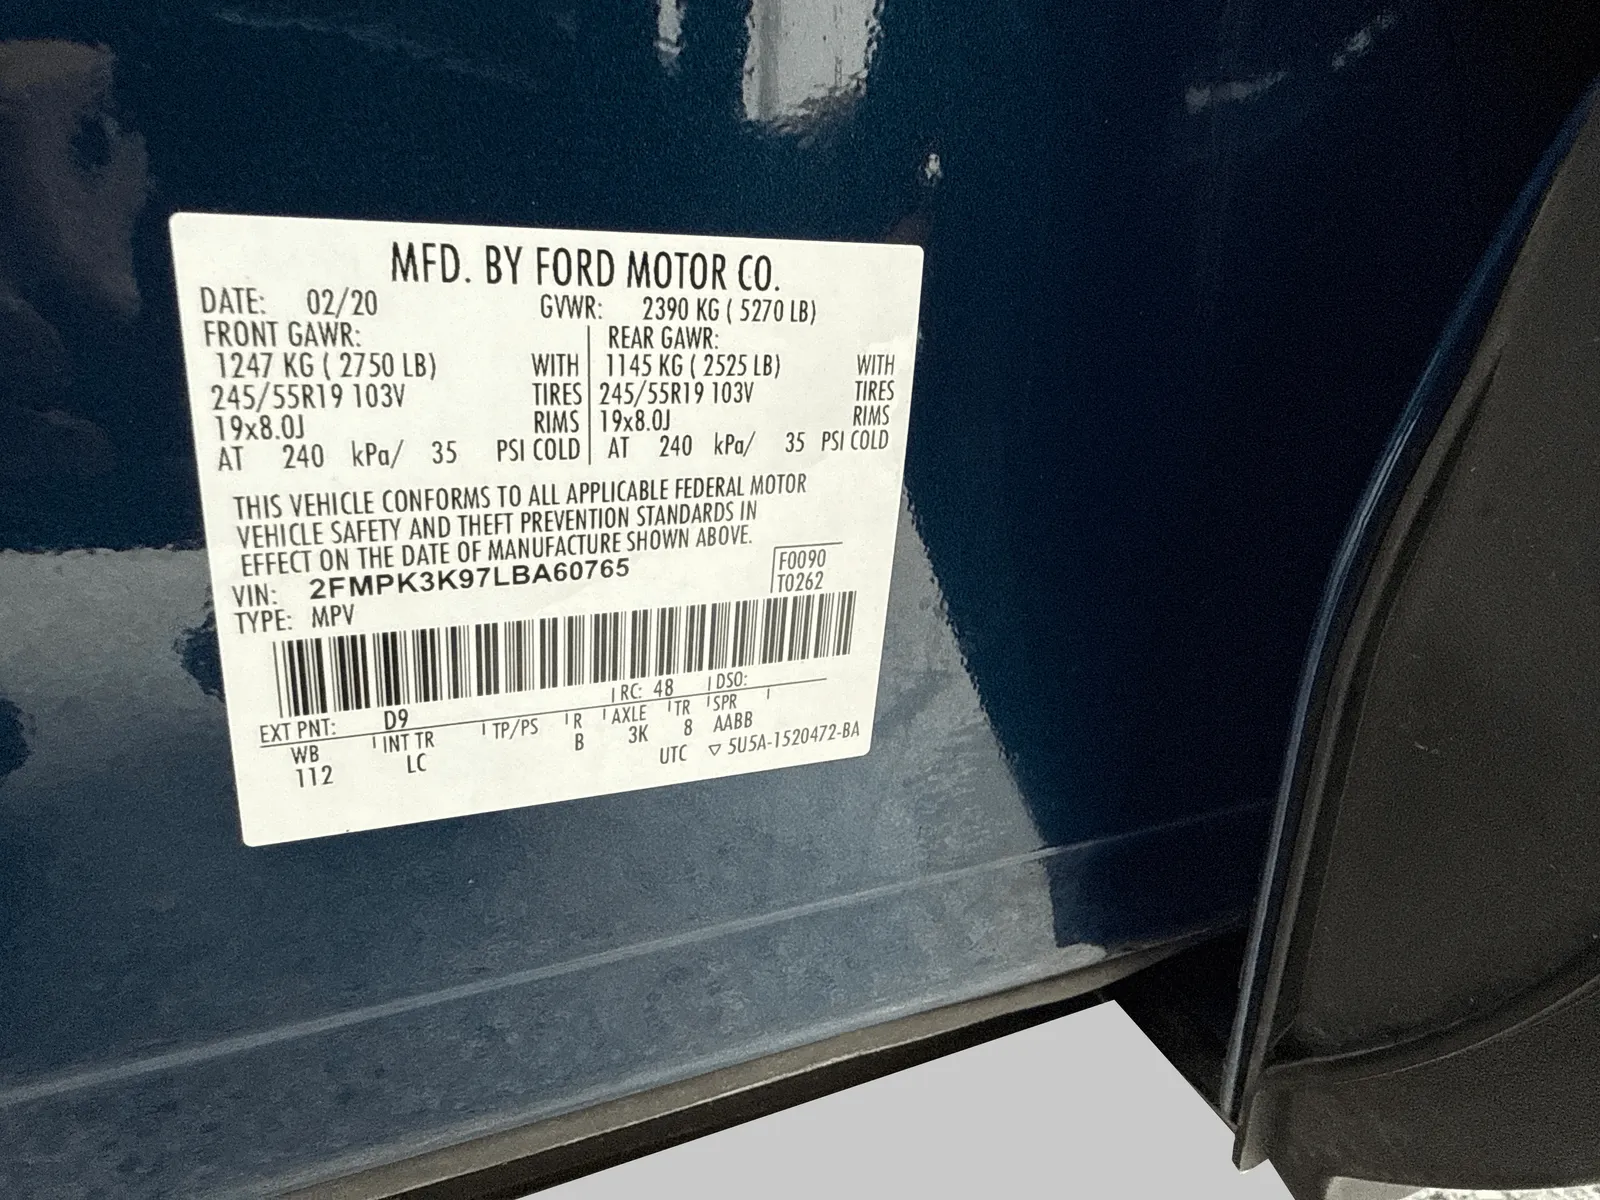 MFD. BY FORD MOTOR CO.
DATE: 02/20 GVWR: 2390 KG ( 5270 LB)
FRONT GAWR: REAR GAWR:
1247 KG ( 2750 LB) WITH 1145 KG ( 2525 LB) WITH
245/55R19 103V TIRES 245/55R19 103V TIRES
19x8.0J RIMS 19x8.0J RIMS
AT 240 kPa/ 35 PSI COLD AT 240 kPa/ 35 PSI COLD
THIS VEHICLE CONFORMS TO ALL APPLICABLE FEDERAL MOTOR
VEHICLE SAFETY AND THEFT PREVENTION STANDARDS IN
EFFECT ON THE DATE OF MANUFACTURE SHOWN ABOVE.
VIN: 2FMPK3K97LBA60765 F0090
TYPE: MPV T0262
EXT PNT: D9 RC: 48 DSO:
WB INT TR TP/PS R AXLE TR SPR
112 LC B 3K 8 AABB
UTC ▽ 5U5A-1520472-BA